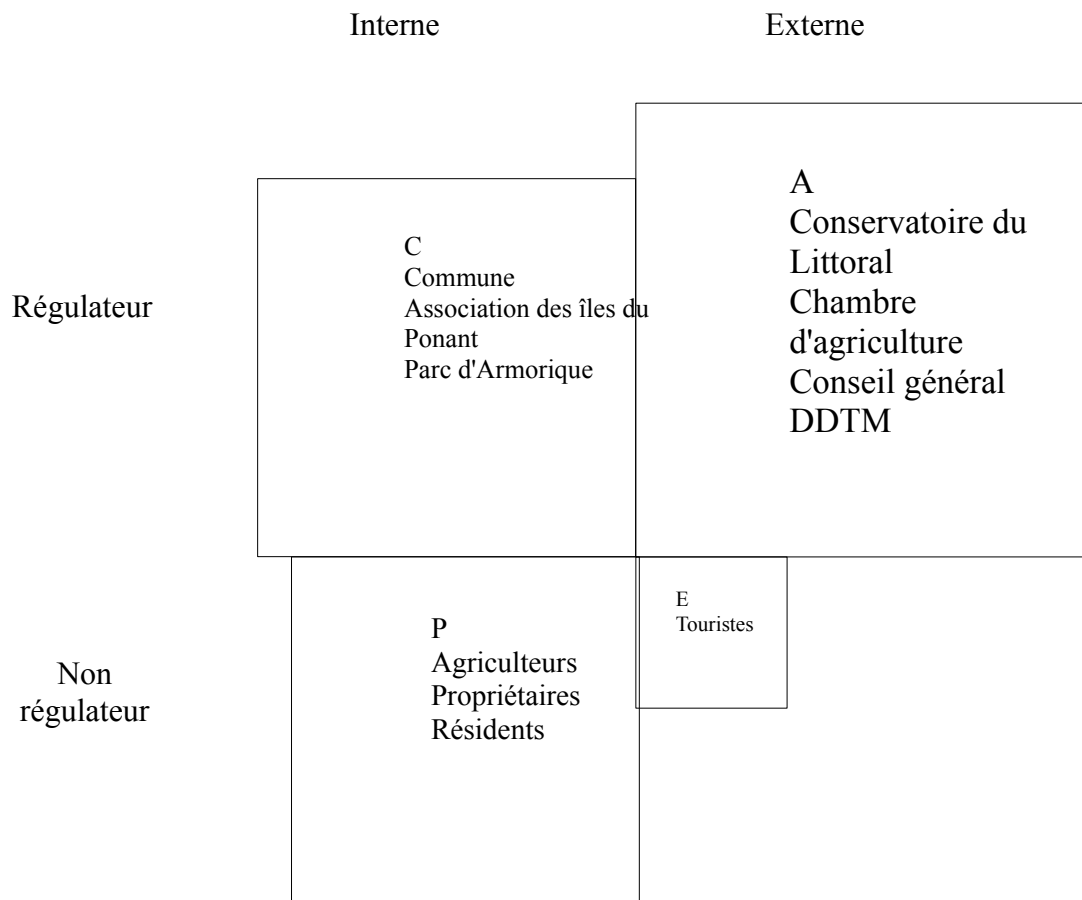 Interne
Externe
Régulateur
C
Commune
Association des îles du
Ponant
Parc d'Armorique
A
Conservatoire du
Littoral
Chambre
d'agriculture
Conseil général
DDTM
Non
régulateur
P
Agriculteurs
Propriétaires
Résidents
E
Touristes